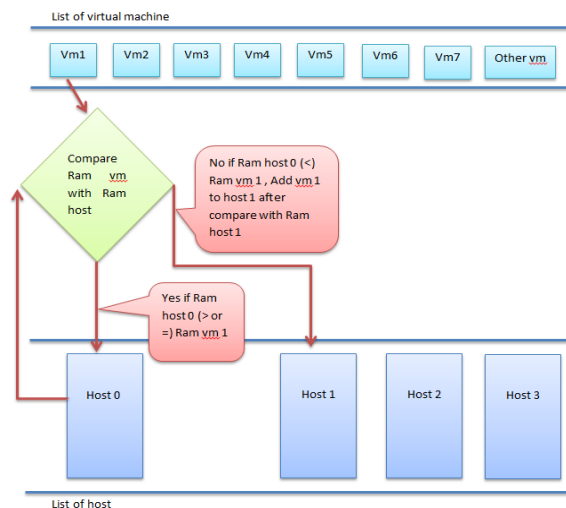 List of virtual machine
Vm1 Vm2 Vm3 Vm4 Vm5 Vm6 Vm7 Other vm
Compare
Ram vm
with Ram
host
No if Ram host 0 (<)
Ram vm 1 , Add vm 1
to host 1 after
compare with Ram
host 1
Yes if Ram
host 0 (> or
=) Ram vm 1
Host 0 Host 1 Host 2 Host 3
List of host